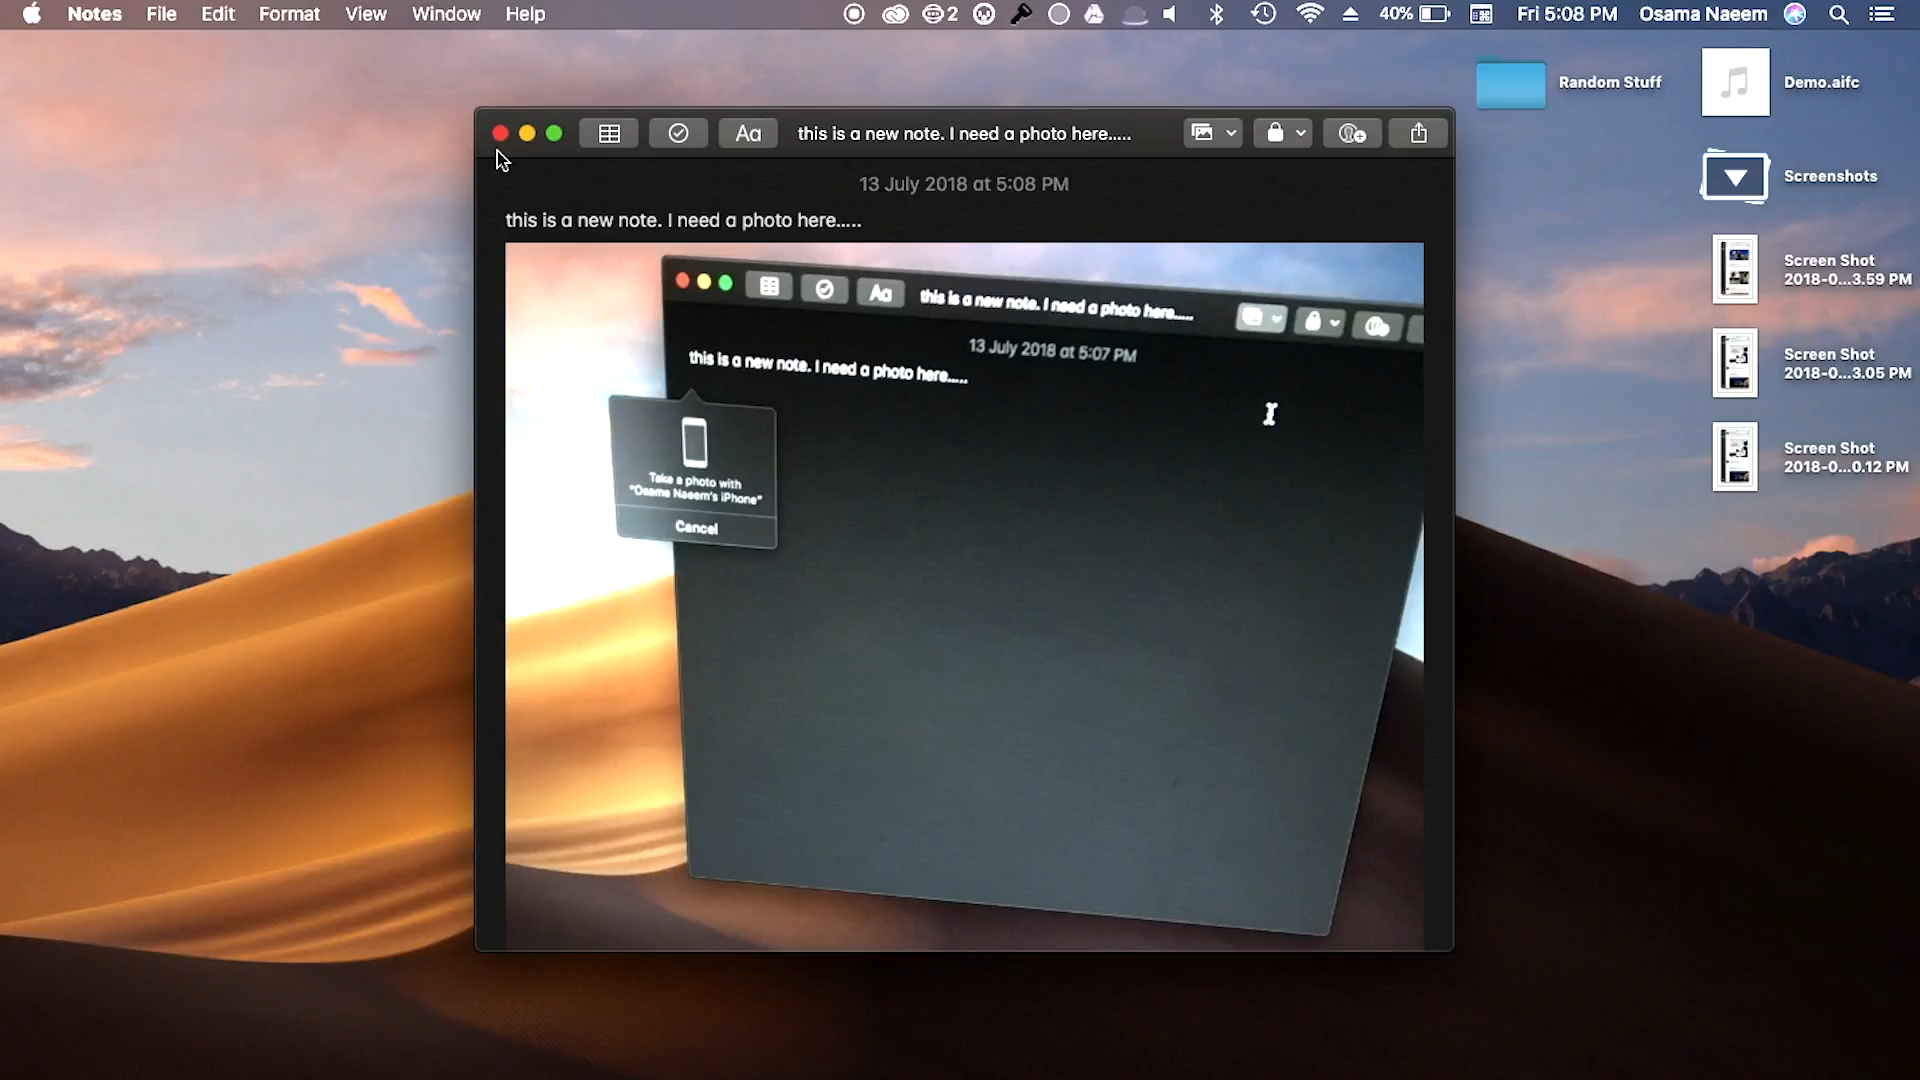 Notes File Edit Format View Window Help 2 40% Fri 5:08 PM Osama Naeem
Random Stuff
Demo.aifc
Screenshots
Screen Shot
2018-0...3.59 PM
Screen Shot
2018-0...3.05 PM
Screen Shot
2018-0...0.12 PM
Aa this is a new note. I need a photo here.....
13 July 2018 at 5:08 PM
this is a new note. I need a photo here.....
Aa this is a new note. I need a photo here.....
13 July 2018 at 5:07 PM
this is a new note. I need a photo here.....
Take a photo with
"Osama Naeem's iPhone"
Cancel